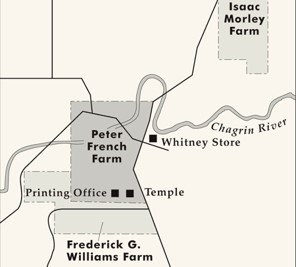 Isaac
Morley
Farm
Chagrin River
Peter
French
Farm
Whitney Store
Printing Office
Temple
Frederick G.
Williams Farm